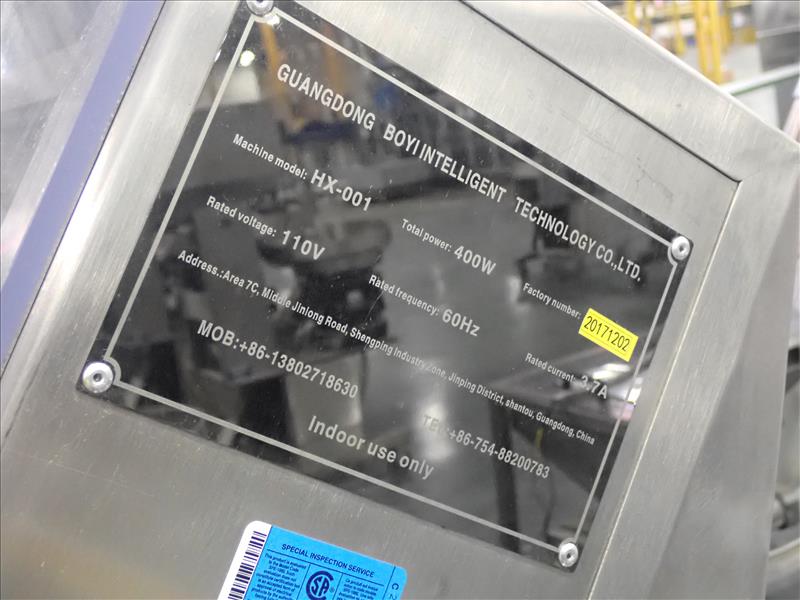 GUANGDONG BOYI INTELLIGENT TECHNOLOGY CO.,LTD.
Machine model: HX-001 Total power: 400W Factory number: 20171202
Rated voltage: 110V Rated frequency: 60Hz Rated current: 3.7A
Address.:Area 7C, Middle Jinlong Road, Shengping Industry Zone, Jinping District, shantou, Guangdong, China
MOB.:+86-13802718630 TEL:+86-754-88200783
Indoor use only
SPECIAL INSPECTION SERVICE